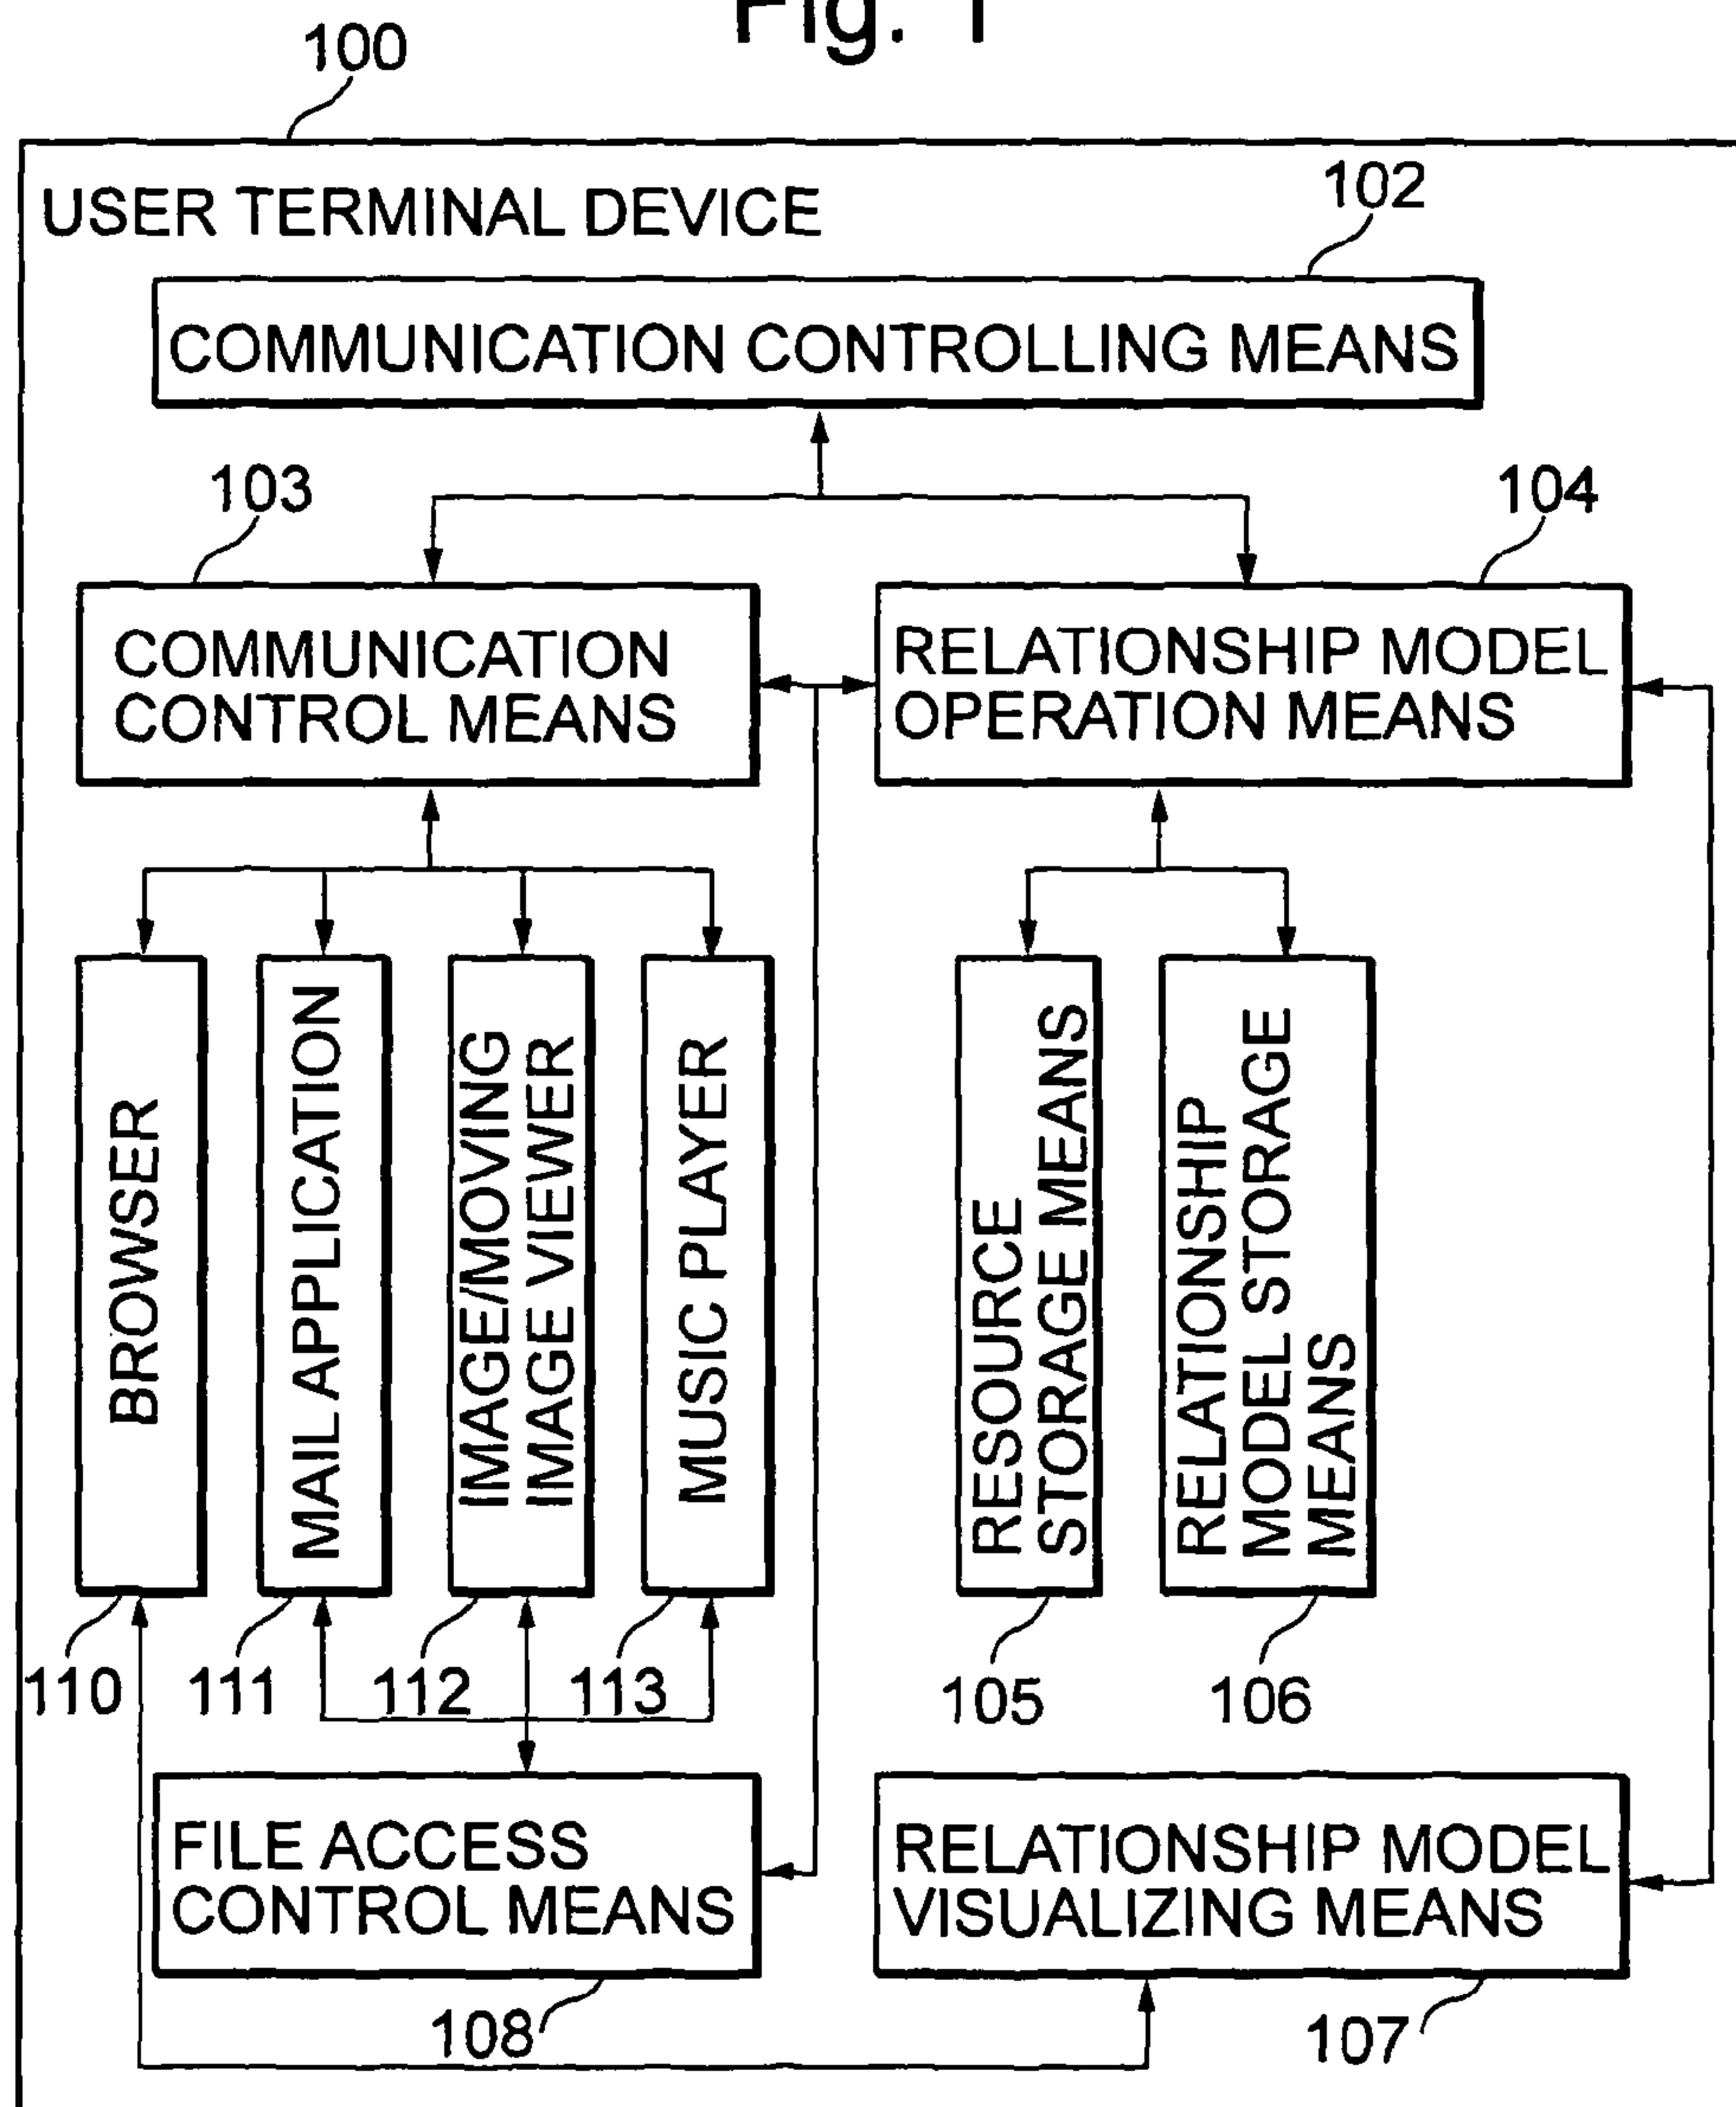 Fig. 1
100
USER TERMINAL DEVICE
102
COMMUNICATION CONTROLLING MEANS
103
104
COMMUNICATION
CONTROL MEANS
RELATIONSHIP MODEL
OPERATION MEANS
BROWSER
MAIL APPLICATION
IMAGE/MOVING
IMAGE VIEWER
MUSIC PLAYER
RESOURCE
STORAGE MEANS
RELATIONSHIP
MODEL STORAGE
MEANS
110
111
112
113
105
106
FILE ACCESS
CONTROL MEANS
RELATIONSHIP MODEL
VISUALIZING MEANS
108
107